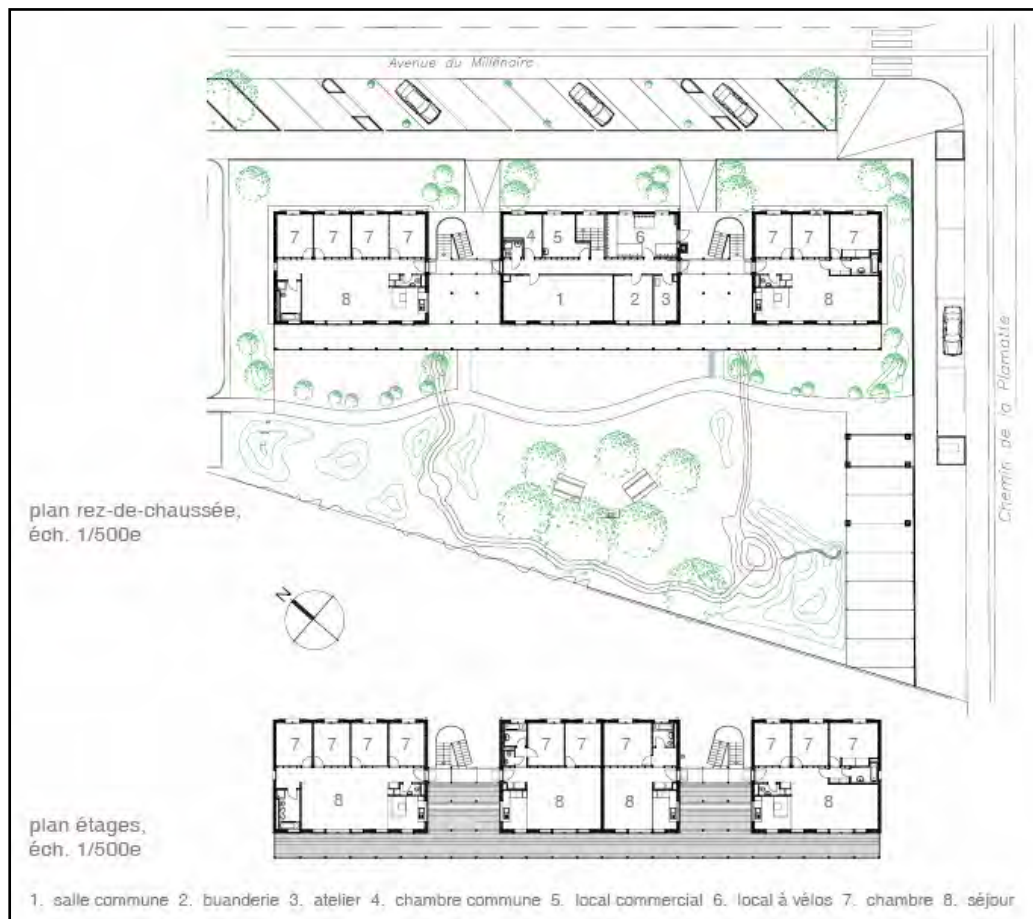 Avenue du Millénaire
7 7 7 7 4 5 6 7 7 7
8 1 2 3 8
Chemin de la Plamatte
plan rez-de-chaussée,
éch. 1/500e
N
7 7 7 7 7 7 7 7 7 7
8 8 8 8
plan étages,
éch. 1/500e
1. salle commune 2. buanderie 3. atelier 4. chambre commune 5. local commercial 6. local à vélos 7. chambre 8. séjour